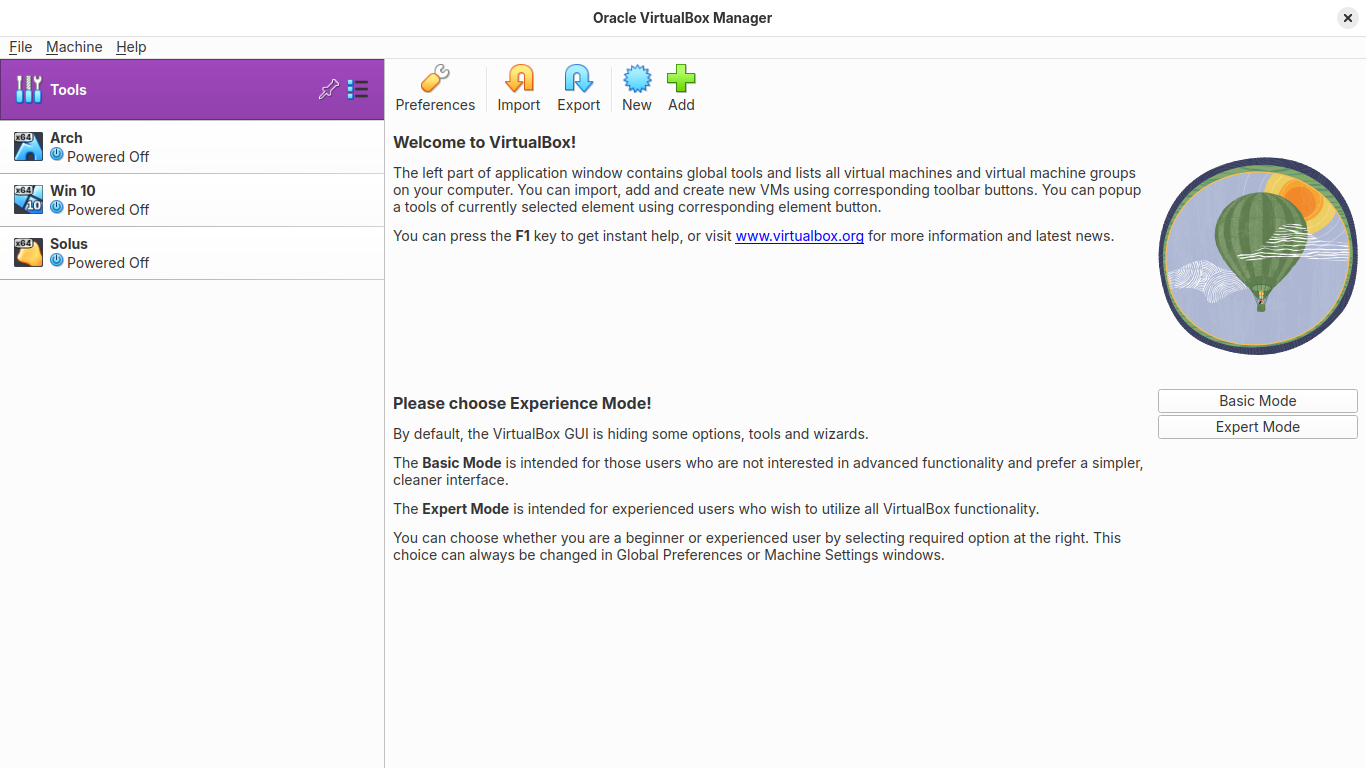 Oracle VirtualBox Manager
File Machine Help
Tools
Preferences Import Export New Add
x64
Arch
Powered Off
x64
10
Win 10
Powered Off
x64
Solus
Powered Off
Welcome to VirtualBox!
The left part of application window contains global tools and lists all virtual machines and virtual machine groups
on your computer. You can import, add and create new VMs using corresponding toolbar buttons. You can popup
a tools of currently selected element using corresponding element button.
You can press the F1 key to get instant help, or visit www.virtualbox.org for more information and latest news.
Please choose Experience Mode!
By default, the VirtualBox GUI is hiding some options, tools and wizards.
The Basic Mode is intended for those users who are not interested in advanced functionality and prefer a simpler,
cleaner interface.
The Expert Mode is intended for experienced users who wish to utilize all VirtualBox functionality.
You can choose whether you are a beginner or experienced user by selecting required option at the right. This
choice can always be changed in Global Preferences or Machine Settings windows.
Basic Mode
Expert Mode